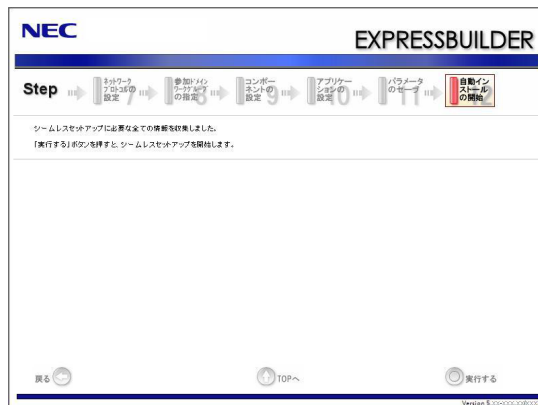 NEC
EXPRESSBUILDER
Step
ネットワーク
プロトコルの
設定 7
参加ドメイン
ワークグループ
の指定 8
コンポー
ネントの
設定 9
アプリケー
ションの
設定 10
パラメータ
のセーブ 11
自動イン
ストール
の開始 12
シームレスセットアップに必要な全ての情報を収集しました。
「実行する」ボタンを押すと、シームレスセットアップを開始します。
戻る
TOPへ
実行する